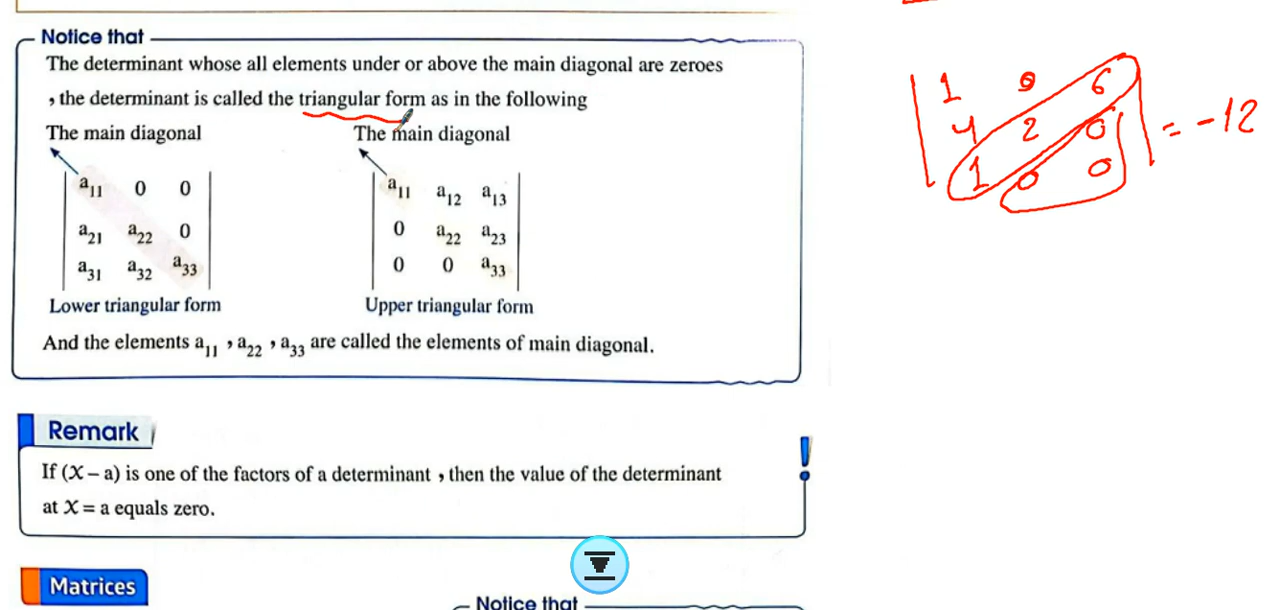 Notice that
The determinant whose all elements under or above the main diagonal are zeroes
, the determinant is called the triangular form as in the following
The main diagonal The main diagonal
a11 0 0
a21 a22 0
a31 a32 a33
a11 a12 a13
0 a22 a23
0 0 a33
Lower triangular form Upper triangular form
And the elements a11 , a22 , a33 are called the elements of main diagonal.
Remark
If (X – a) is one of the factors of a determinant , then the value of the determinant
at X = a equals zero.
!
Matrices
Notice that
1 6
4 2 0 = -12
1 0 0